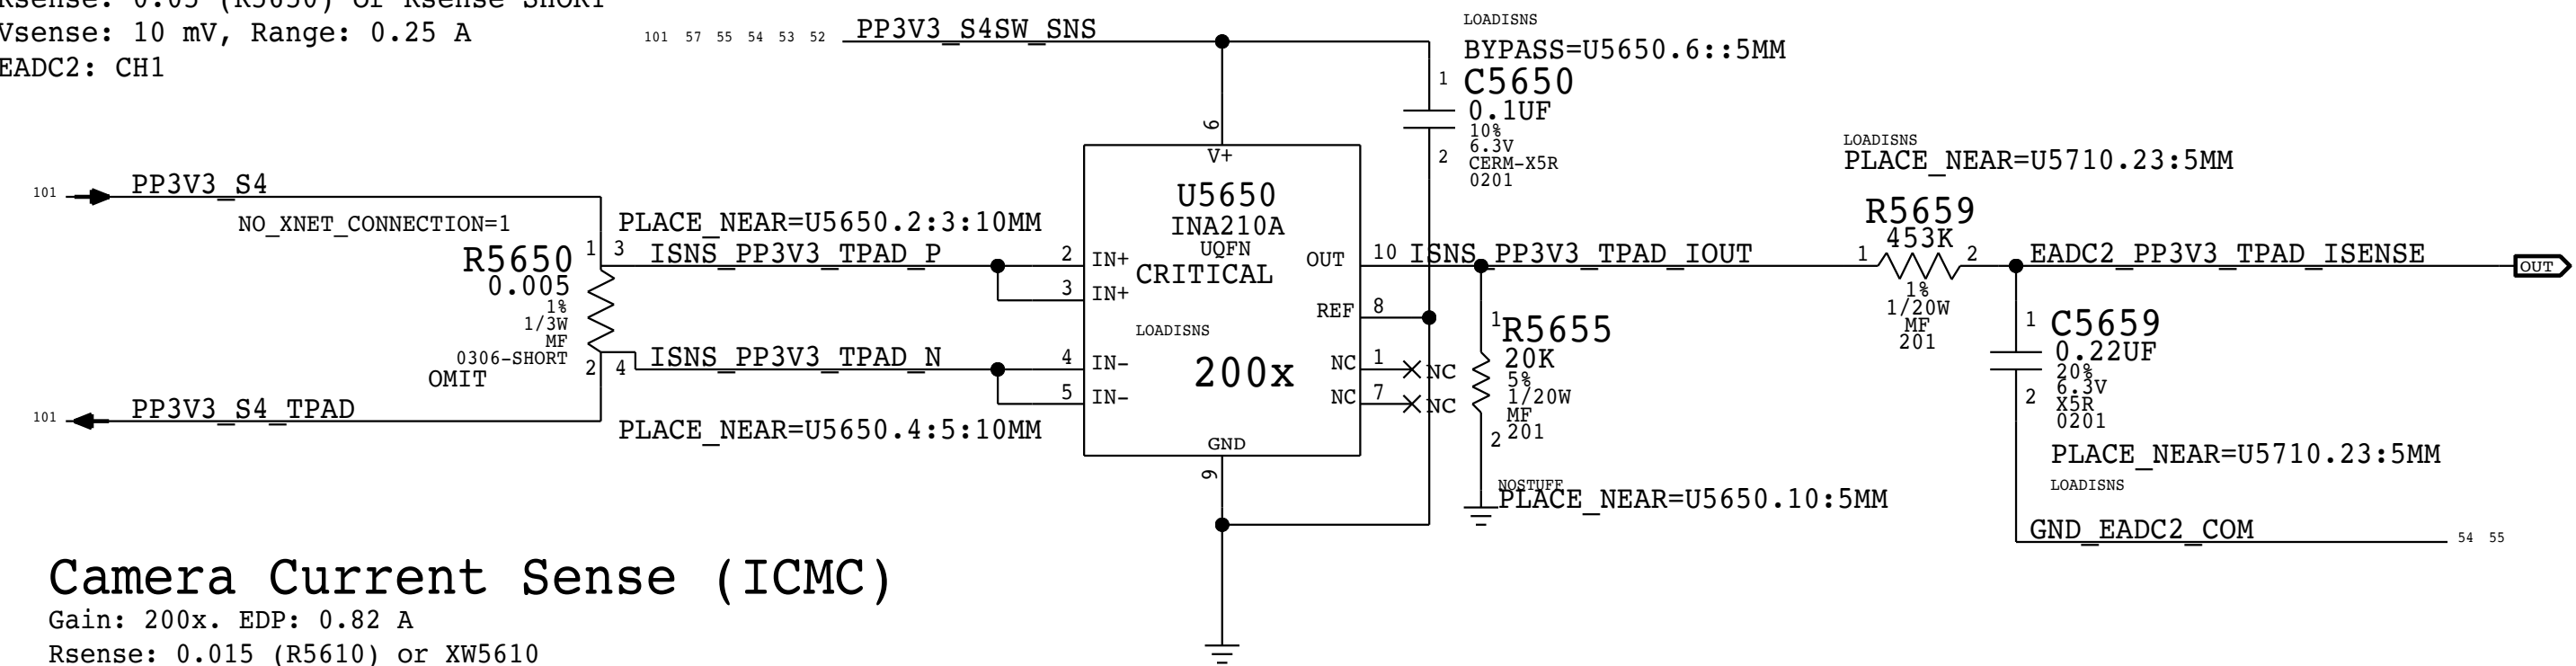 Rsense: 0.05 (R5650) or Rsense SHORT
Vsense: 10 mV, Range: 0.25 A
EADC2: CH1
101 57 55 54 53 52 PP3V3_S4SW_SNS
LOADISNS
BYPASS=U5650.6::5MM
1 C5650
0.1UF
10%
6.3V
2 CERM-X5R
0201
6
V+
U5650
INA210A
UQFN
CRITICAL
LOADISNS
200x
101 PP3V3_S4
NO_XNET_CONNECTION=1
PLACE_NEAR=U5650.2:3:10MM
R5650 1 3 ISNS_PP3V3_TPAD_P 2 IN+
0.005
1%
1/3W
MF
0306-SHORT
OMIT
3 IN+
2 4 ISNS_PP3V3_TPAD_N 4 IN-
5 IN-
101 PP3V3_S4_TPAD
PLACE_NEAR=U5650.4:5:10MM
GND
9
OUT 10 ISNS_PP3V3_TPAD_IOUT
REF 8
NC 1 NC
NC 7 NC
1 R5655
20K
5%
1/20W
MF
2 201
NOSTUFF
PLACE_NEAR=U5650.10:5MM
LOADISNS
PLACE_NEAR=U5710.23:5MM
R5659
1 453K 2
1%
1/20W
MF
201
EADC2_PP3V3_TPAD_ISENSE OUT
1 C5659
0.22UF
20%
6.3V
2 X5R
0201
PLACE_NEAR=U5710.23:5MM
LOADISNS
GND_EADC2_COM 54 55
Camera Current Sense (ICMC)
Gain: 200x. EDP: 0.82 A
Rsense: 0.015 (R5610) or XW5610